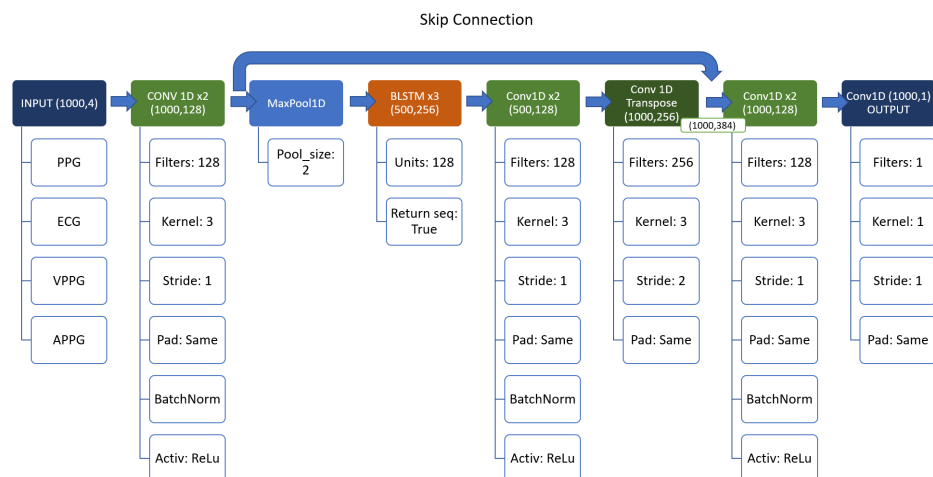 Skip Connection
INPUT (1000,4)
PPG
ECG
VPPG
APPG
CONV 1D x2
(1000,128)
Filters: 128
Kernel: 3
Stride: 1
Pad: Same
BatchNorm
Activ: ReLu
MaxPool1D
Pool_size:
2
BLSTM x3
(500,256)
Units: 128
Return seq:
True
Conv1D x2
(500,128)
Filters: 128
Kernel: 3
Stride: 1
Pad: Same
BatchNorm
Activ: ReLu
Conv 1D
Transpose
(1000,256)
Filters: 256
Kernel: 3
Stride: 2
Pad: Same
(1000,384)
Conv1D x2
(1000,128)
Filters: 128
Kernel: 3
Stride: 1
Pad: Same
BatchNorm
Activ: ReLu
Conv1D (1000,1)
OUTPUT
Filters: 1
Kernel: 1
Stride: 1
Pad: Same